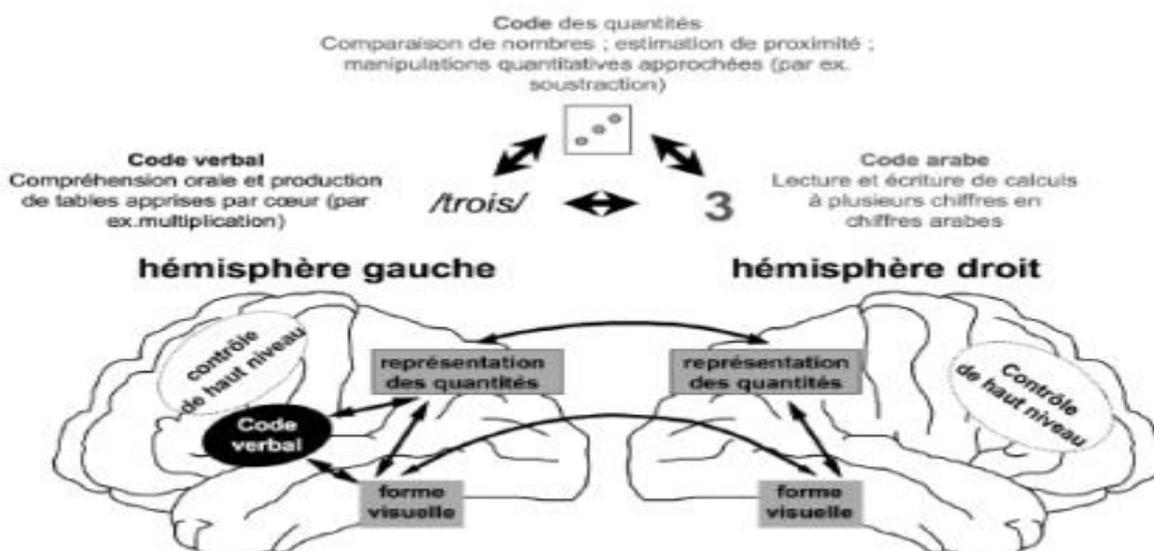 Code des quantités
Comparaison de nombres ; estimation de proximité ;
manipulations quantitatives approchées (par ex.
soustraction)
Code verbal
Compréhension orale et production
de tables apprises par cœur (par
ex.multiplication)
/trois/
3
Code arabe
Lecture et écriture de calculs
à plusieurs chiffres en
chiffres arabes
hémisphère gauche
hémisphère droit
contrôle
de haut niveau
représentation
des quantités
Code
verbal
forme
visuelle
représentation
des quantités
Contrôle
de haut niveau
forme
visuelle